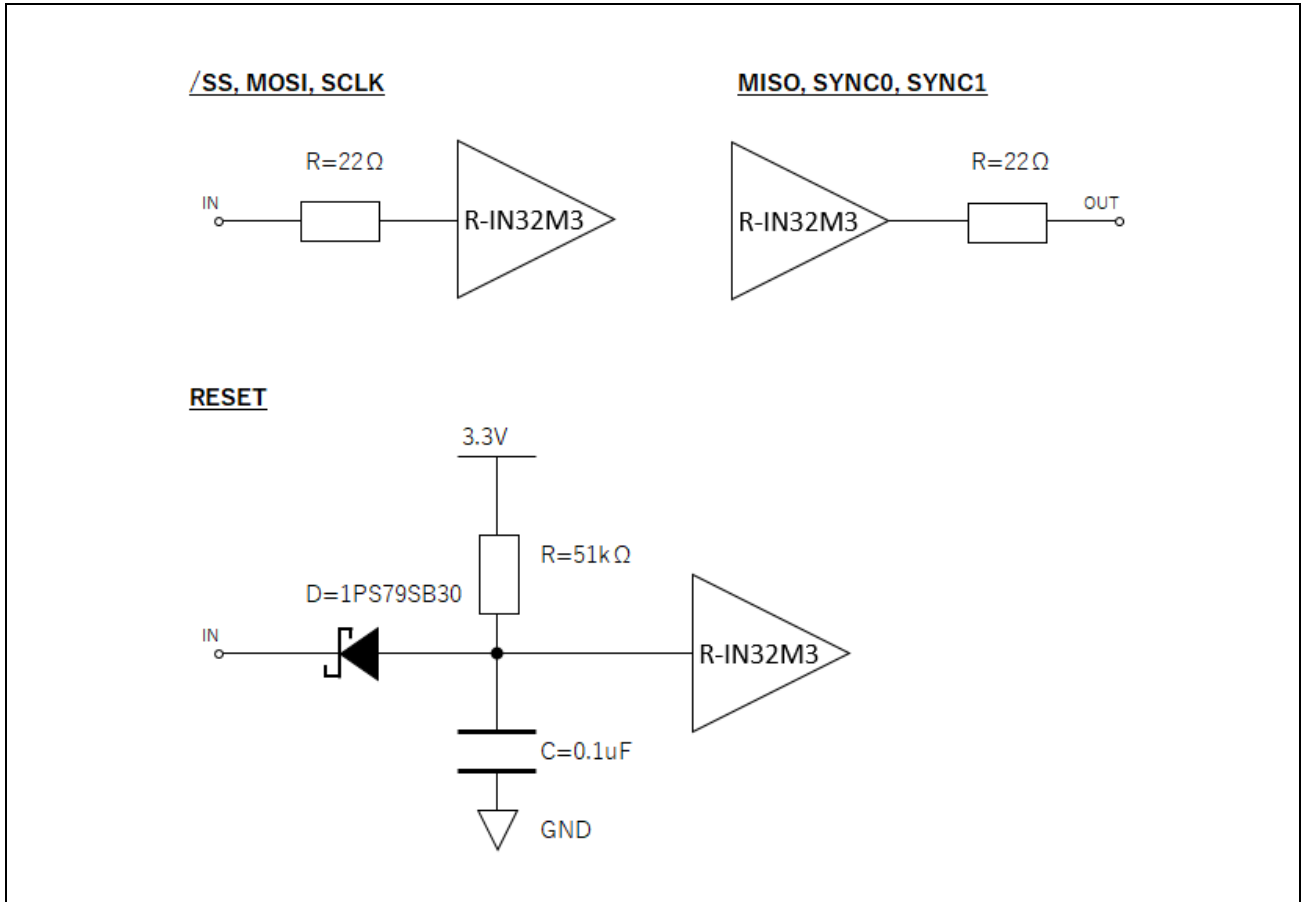 /SS, MOSI, SCLK
MISO, SYNC0, SYNC1
R=22Ω
R=22Ω
IN
OUT
R-IN32M3
R-IN32M3
RESET
3.3V
R=51kΩ
D=1PS79SB30
IN
R-IN32M3
C=0.1uF
GND